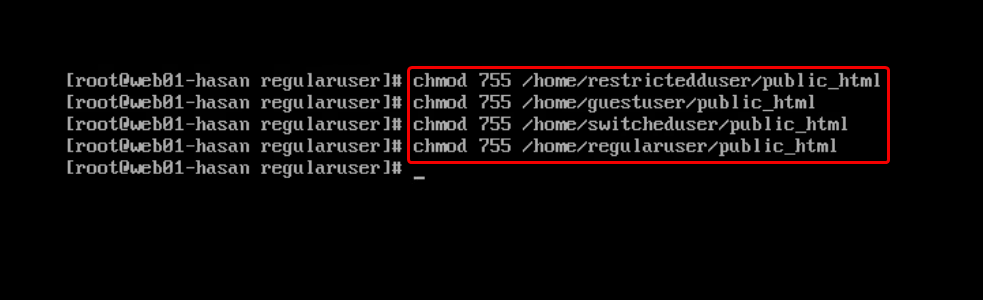 [root@web01-hasan regularuser]# chmod 755 /home/restrictedduser/public_html
[root@web01-hasan regularuser]# chmod 755 /home/guestuser/public_html
[root@web01-hasan regularuser]# chmod 755 /home/switcheduser/public_html
[root@web01-hasan regularuser]# chmod 755 /home/regularuser/public_html
[root@web01-hasan regularuser]# _